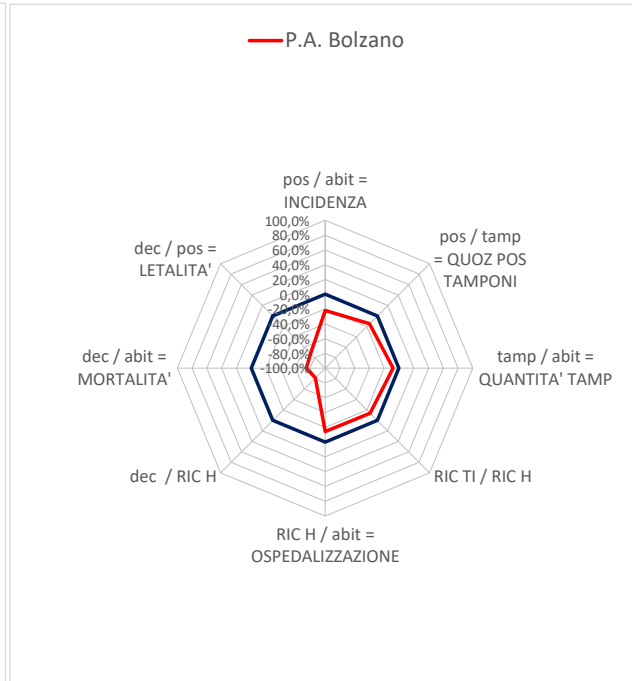 P.A. Bolzano
pos / abit =
INCIDENZA
pos / tamp
= QUOZ POS
TAMPONI
tamp / abit =
QUANTITA' TAMP
RIC TI / RIC H
RIC H / abit =
OSPEDALIZZAZIONE
dec / RIC H
dec / abit =
MORTALITA'
dec / pos =
LETALITA'
100,0%
80,0%
60,0%
40,0%
20,0%
0,0%
-20,0%
-40,0%
-60,0%
-80,0%
-100,0%